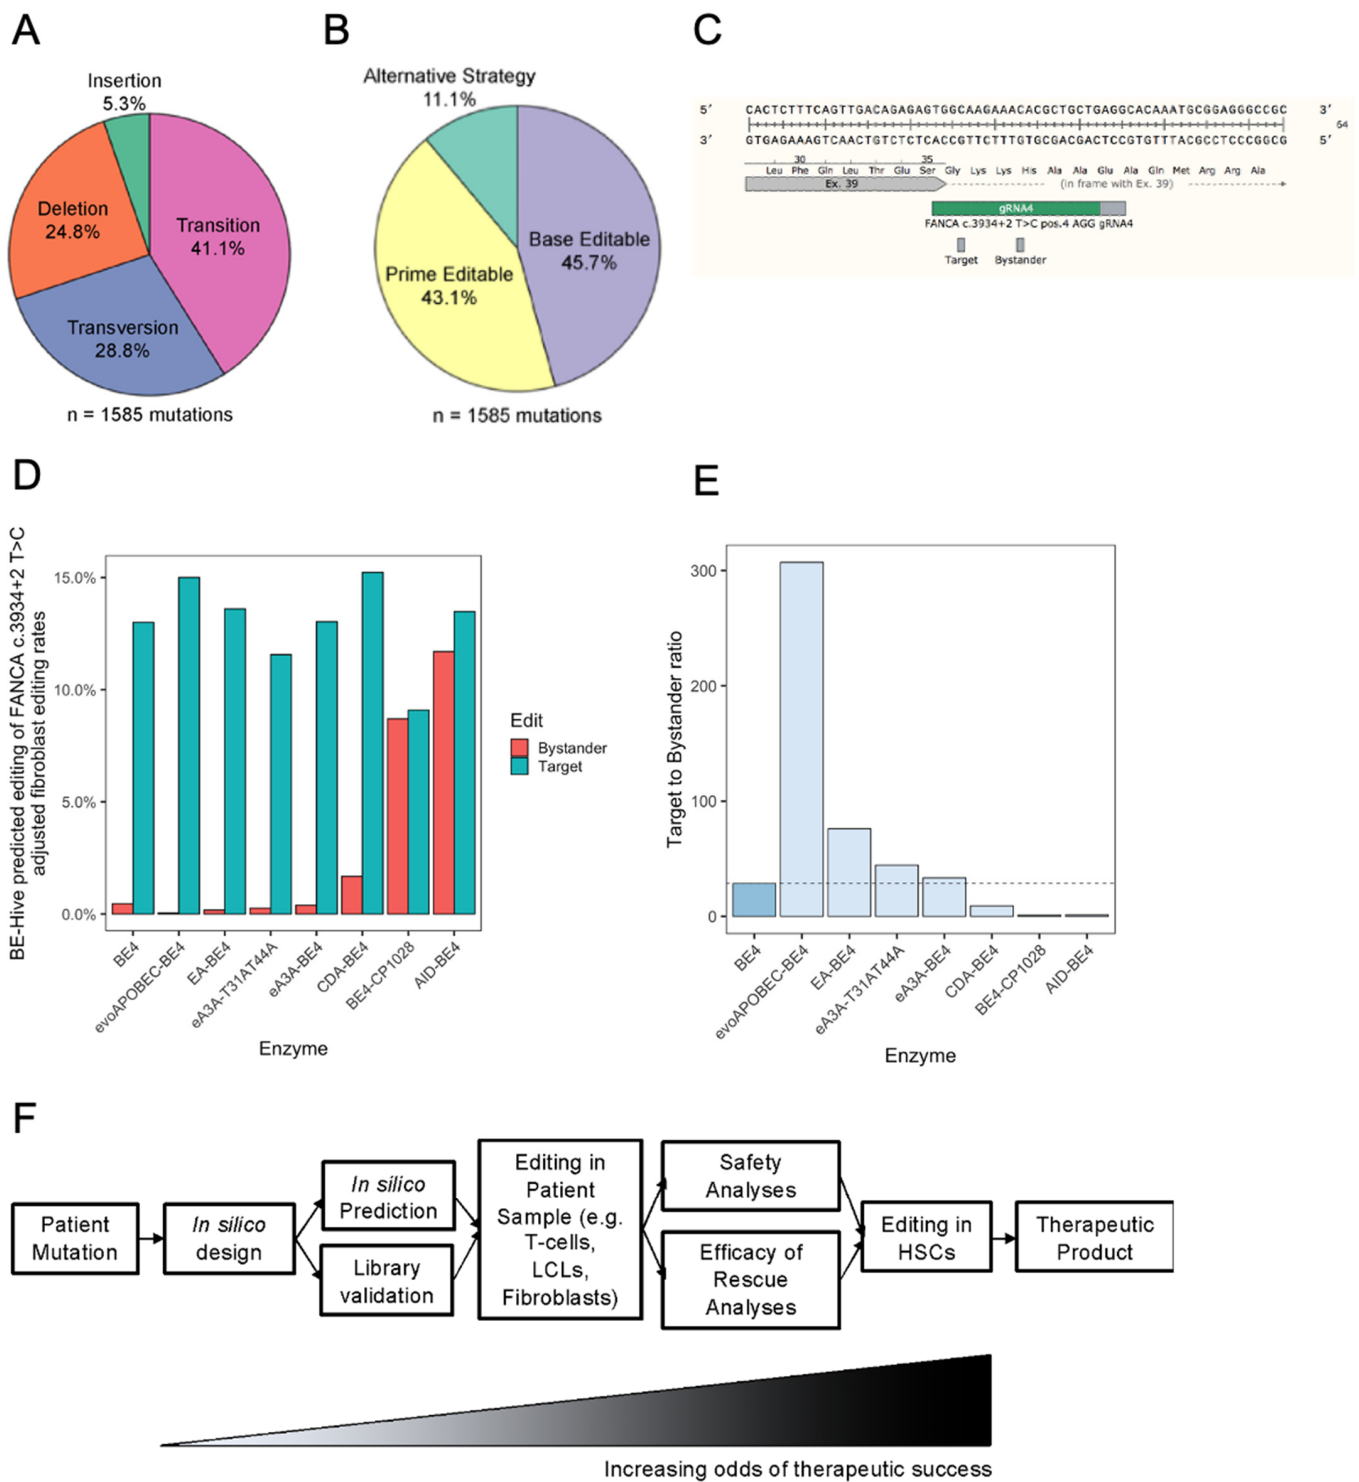 A
B
C
Insertion
5.3%
Deletion
24.8%
Transition
41.1%
Transversion
28.8%
n = 1585 mutations
Alternative Strategy
11.1%
Base Editable
45.7%
Prime Editable
43.1%
n = 1585 mutations
5′ CACTCTTTCAGTTGACAGAGAGTGGCAAGAAACACGCTGCTGAGGCACAAATGCGGAGGGCCGC 3′
64
3′ GTGAGAAAGTCAACTGTCTCTCACCGTTCTTTGTGCGACGACTCCGTGTTTACGCCTCCCGGCG 5′
30 35
Leu Phe Gln Leu Thr Glu Ser Gly Lys Lys His Ala Ala Glu Ala Gln Met Arg Arg Ala
Ex. 39 (in frame with Ex. 39)
gRNA4
FANCA c.3934+2 T>C pos.4 AGG gRNA4
Target Bystander
D
BE-Hive predicted editing of FANCA c.3934+2 T>C
adjusted fibroblast editing rates
15.0%
10.0%
5.0%
0.0%
BE4
evoAPOBEC-BE4
EA-BE4
eA3A-T31AT44A
eA3A-BE4
CDA-BE4
BE4-CP1028
AID-BE4
Enzyme
Edit
Bystander
Target
E
Target to Bystander ratio
300
200
100
0
BE4
evoAPOBEC-BE4
EA-BE4
eA3A-T31AT44A
eA3A-BE4
CDA-BE4
BE4-CP1028
AID-BE4
Enzyme
F
Patient
Mutation
In silico
design
In silico
Prediction
Library
validation
Editing in
Patient
Sample (e.g.
T-cells,
LCLs,
Fibroblasts)
Safety
Analyses
Efficacy of
Rescue
Analyses
Editing in
HSCs
Therapeutic
Product
Increasing odds of therapeutic success